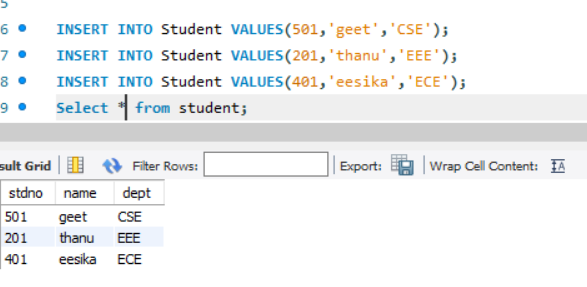 5
6 INSERT INTO Student VALUES(501,'geet','CSE');
7 INSERT INTO Student VALUES(201,'thanu','EEE');
8 INSERT INTO Student VALUES(401,'eesika','ECE');
9 Select * from student;
sult Grid Filter Rows: Export: Wrap Cell Content: IA
stdno name dept
501 geet CSE
201 thanu EEE
401 eesika ECE